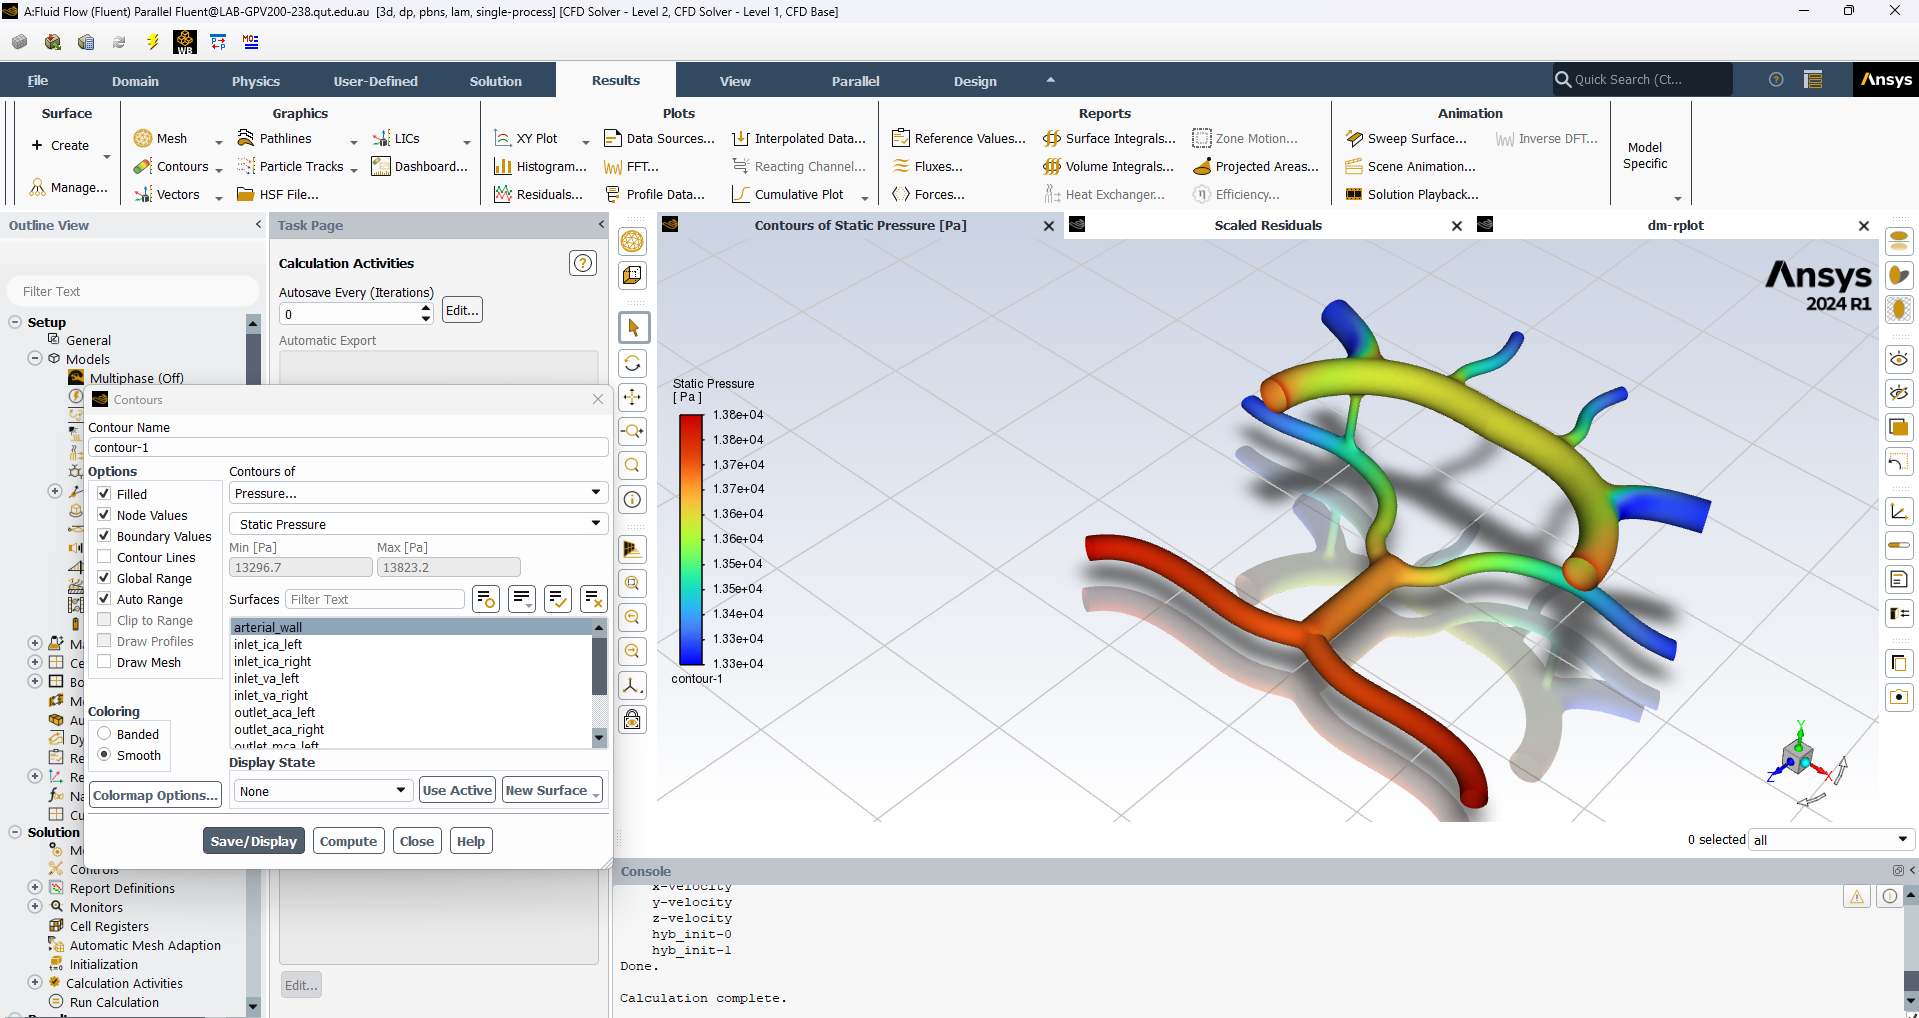 A:Fluid Flow (Fluent) Parallel Fluent@LAB-GPV200-238.qut.edu.au [3d, dp, pbns, lam, single-process] [CFD Solver - Level 2, CFD Solver - Level 1, CFD Base]
WB
File
Domain
Physics
User-Defined
Solution
Results
View
Parallel
Design
Quick Search (Ct...
Ansys
Surface
Create
Manage...
Graphics
Mesh
Pathlines
LICs
Contours
Particle Tracks
Dashboard...
Vectors
HSF File...
Plots
XY Plot
Data Sources...
Interpolated Data...
Histogram...
FFT...
Reacting Channel...
Residuals...
Profile Data...
Cumulative Plot
Reports
Reference Values...
Surface Integrals...
Zone Motion...
Fluxes...
Volume Integrals...
Projected Areas...
Forces...
Heat Exchanger...
Efficiency...
Animation
Sweep Surface...
Inverse DFT...
Scene Animation...
Solution Playback...
Model
Specific
Outline View
Filter Text
Setup
General
Models
Multiphase (Off)
Solution
Controls
Report Definitions
Monitors
Cell Registers
Automatic Mesh Adaption
Initialization
Calculation Activities
Run Calculation
Task Page
Calculation Activities
Autosave Every (Iterations)
0
Edit...
Automatic Export
Edit...
Contours
Contour Name
contour-1
Options
Filled
Node Values
Boundary Values
Contour Lines
Global Range
Auto Range
Clip to Range
Draw Profiles
Draw Mesh
Coloring
Banded
Smooth
Colormap Options...
Contours of
Pressure...
Static Pressure
Min [Pa]
Max [Pa]
13296.7
13823.2
Surfaces
Filter Text
arterial_wall
inlet_ica_left
inlet_ica_right
inlet_va_left
inlet_va_right
outlet_aca_left
outlet_aca_right
outlet_mca_left
Display State
None
Use Active
New Surface
Save/Display
Compute
Close
Help
Contours of Static Pressure [Pa]
Scaled Residuals
dm-rplot
Ansys
2024 R1
Static Pressure
[ Pa ]
1.38e+04
1.38e+04
1.37e+04
1.37e+04
1.36e+04
1.36e+04
1.35e+04
1.35e+04
1.34e+04
1.33e+04
1.33e+04
contour-1
Y
Z
X
0 selected
all
Console
x-velocity
y-velocity
z-velocity
hyb_init-0
hyb_init-1
Done.
Calculation complete.